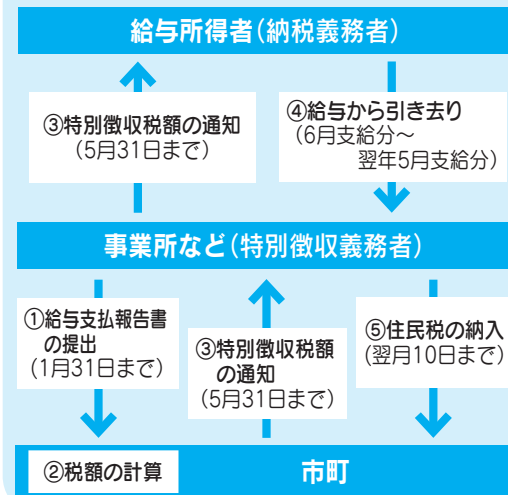 給与所得者(納税義務者)
③特別徴収税額の通知
(5月31日まで)
④給与から引き去り
(6月支給分~
翌年5月支給分)
事業所など(特別徴収義務者)
①給与支払報告書
の提出
(1月31日まで)
③特別徴収税額
の通知
(5月31日まで)
⑤住民税の納入
(翌月10日まで)
②税額の計算
市町